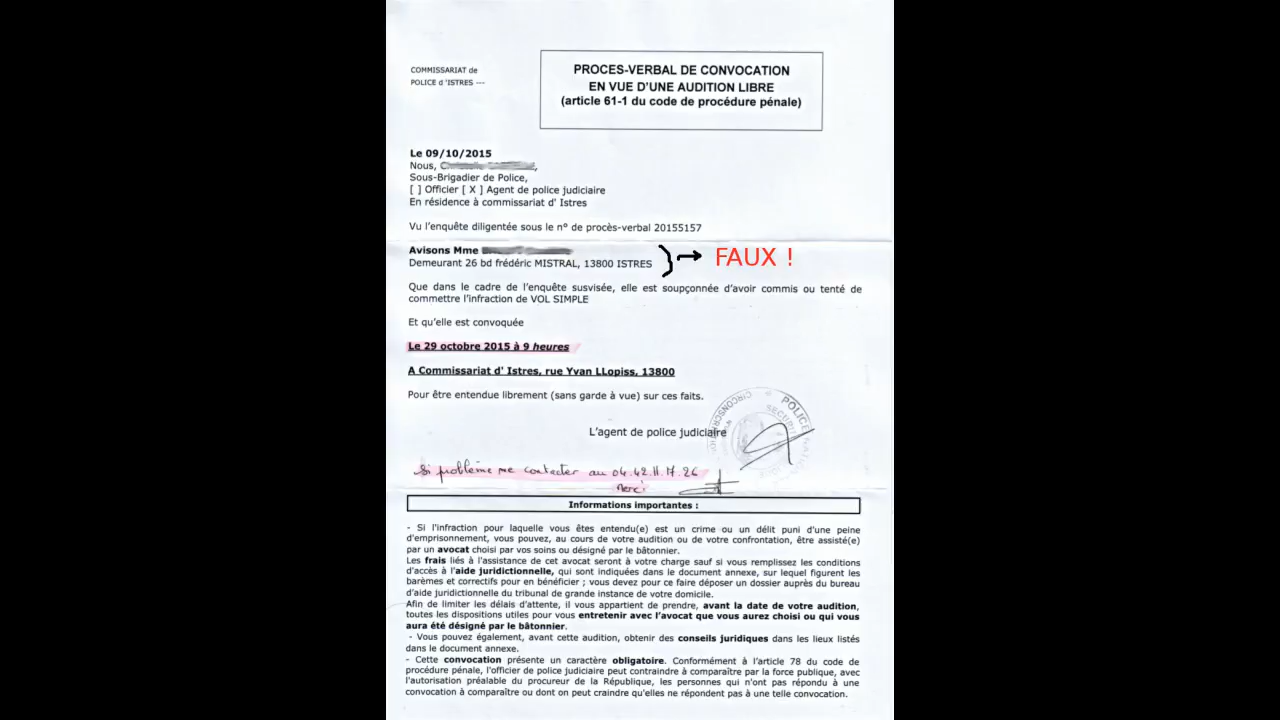 COMMISSARIAT de
POLICE d 'ISTRES ---
PROCES-VERBAL DE CONVOCATION
EN VUE D'UNE AUDITION LIBRE
(article 61-1 du code de procédure pénale)
Le 09/10/2015
Nous,
Sous-Brigadier de Police,
[ ] Officier [ X ] Agent de police judiciaire
En résidence à commissariat d' Istres
Vu l'enquête diligentée sous le n° de procès-verbal 20155157
Avisons Mme
Demeurant 26 bd frédéric MISTRAL, 13800 ISTRES
FAUX !
Que dans le cadre de l'enquête susvisée, elle est soupçonnée d'avoir commis ou tenté de
commettre l'infraction de VOL SIMPLE
Et qu'elle est convoquée
Le 29 octobre 2015 à 9 heures
A Commissariat d' Istres, rue Yvan LLopiss, 13800
Pour être entendue librement (sans garde à vue) sur ces faits.
L'agent de police judiciaire
CIRCONSCRIPTION
POLICE
SECURI
Si problème me contacter au 04.42.11.17.26
Merci
Informations importantes :
- Si l'infraction pour laquelle vous êtes entendu(e) est un crime ou un délit puni d'une peine
d'emprisonnement, vous pouvez, au cours de votre audition ou de votre confrontation, être assisté(e)
par un avocat choisi par vos soins ou désigné par le bâtonnier.
Les frais liés à l'assistance de cet avocat seront à votre charge sauf si vous remplissez les conditions
d'accès à l'aide juridictionnelle, qui sont indiquées dans le document annexe, sur lequel figurent les
barèmes et correctifs pour en bénéficier ; vous devez pour ce faire déposer un dossier auprès du bureau
d'aide juridictionnelle du tribunal de grande instance de votre domicile.
Afin de limiter les délais d'attente, il vous appartient de prendre, avant la date de votre audition,
toutes les dispositions utiles pour vous entretenir avec l'avocat que vous aurez choisi ou qui vous
aura été désigné par le bâtonnier.
- Vous pouvez également, avant cette audition, obtenir des conseils juridiques dans les lieux listés
dans le document annexe.
- Cette convocation présente un caractère obligatoire. Conformément à l'article 78 du code de
procédure pénale, l'officier de police judiciaire peut contraindre à comparaître par la force publique, avec
l'autorisation préalable du procureur de la République, les personnes qui n'ont pas répondu à une
convocation à comparaître ou dont on peut craindre qu'elles ne répondent pas à une telle convocation.